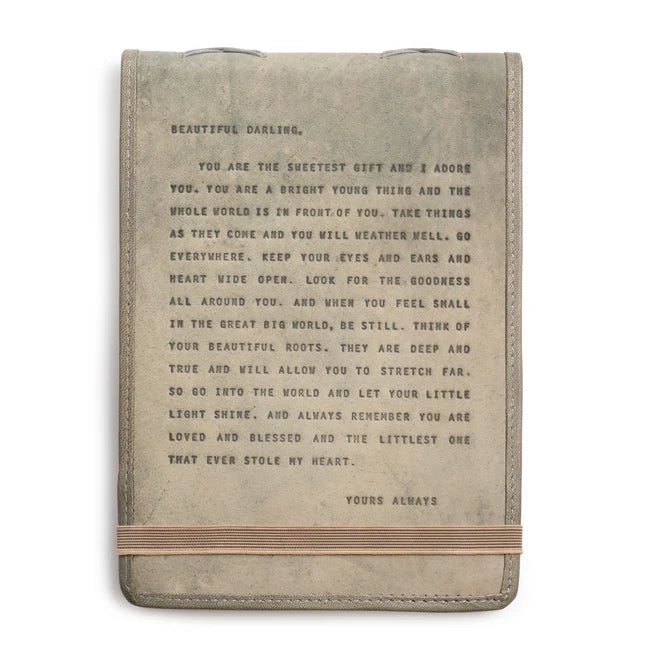 BEAUTIFUL DARLING,
YOU ARE THE SWEETEST GIFT AND I ADORE
YOU. YOU ARE A BRIGHT YOUNG THING AND THE
WHOLE WORLD IS IN FRONT OF YOU. TAKE THINGS
AS THEY COME AND YOU WILL WEATHER WELL. GO
EVERYWHERE. KEEP YOUR EYES AND EARS AND
HEART WIDE OPEN. LOOK FOR THE GOODNESS
ALL AROUND YOU. AND WHEN YOU FEEL SMALL
IN THE GREAT BIG WORLD, BE STILL. THINK OF
YOUR BEAUTIFUL ROOTS. THEY ARE DEEP AND
TRUE AND WILL ALLOW YOU TO STRETCH FAR.
SO GO INTO THE WORLD AND LET YOUR LITTLE
LIGHT SHINE. AND ALWAYS REMEMBER YOU ARE
LOVED AND BLESSED AND THE LITTLEST ONE
THAT EVER STOLE MY HEART.
YOURS ALWAYS